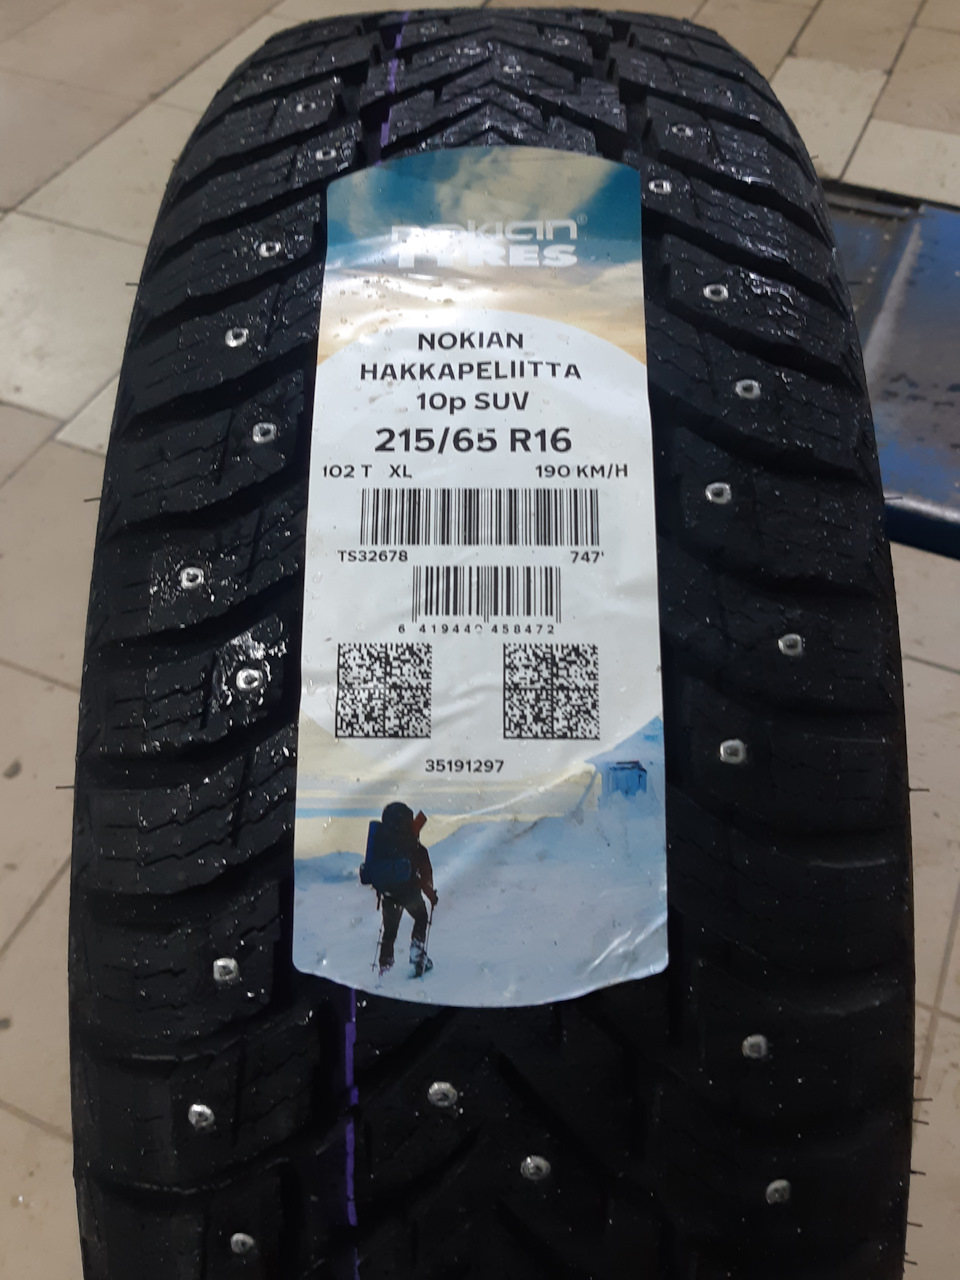 NOKIAN®
TYRES
NOKIAN
HAKKAPELIITTA
10p SUV
215/65 R16
102 T XL 190 KM/H
TS32678 747'
6 419440 458472
35191297